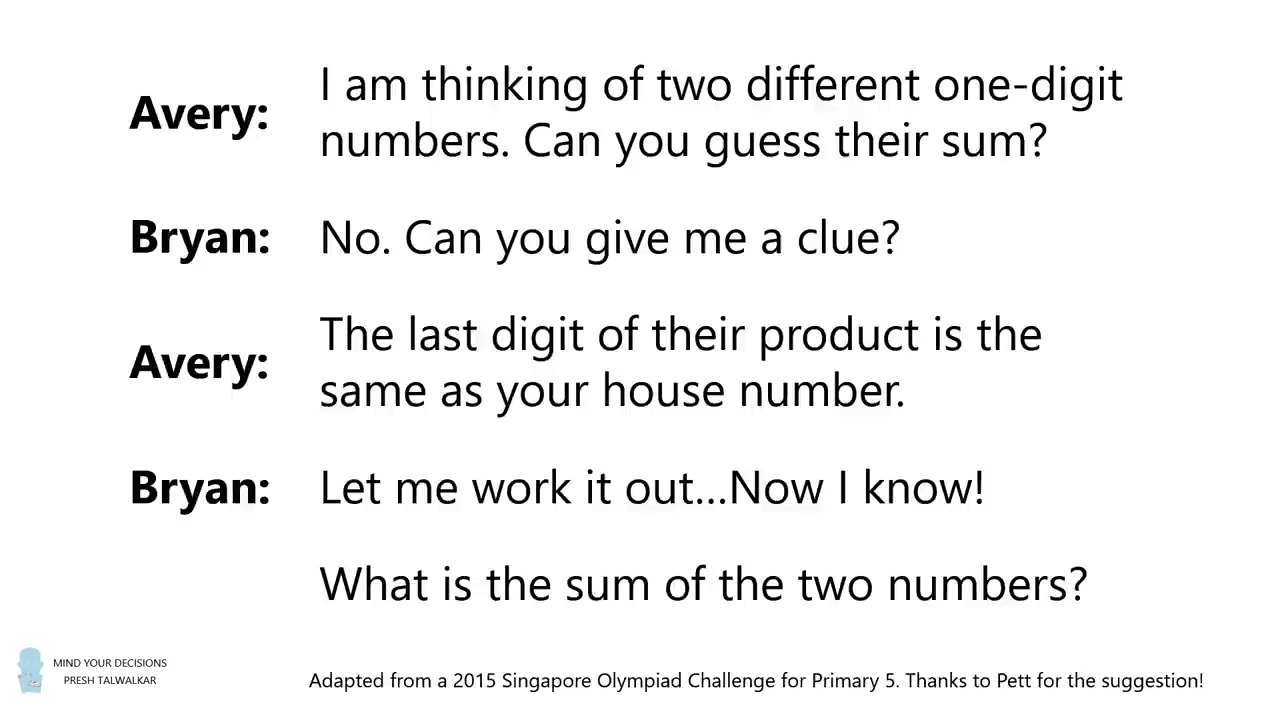 Avery: I am thinking of two different one-digit
numbers. Can you guess their sum?
Bryan: No. Can you give me a clue?
Avery: The last digit of their product is the
same as your house number.
Bryan: Let me work it out...Now I know!
What is the sum of the two numbers?
MIND YOUR DECISIONS
PRESH TALWALKAR
Adapted from a 2015 Singapore Olympiad Challenge for Primary 5. Thanks to Pett for the suggestion!